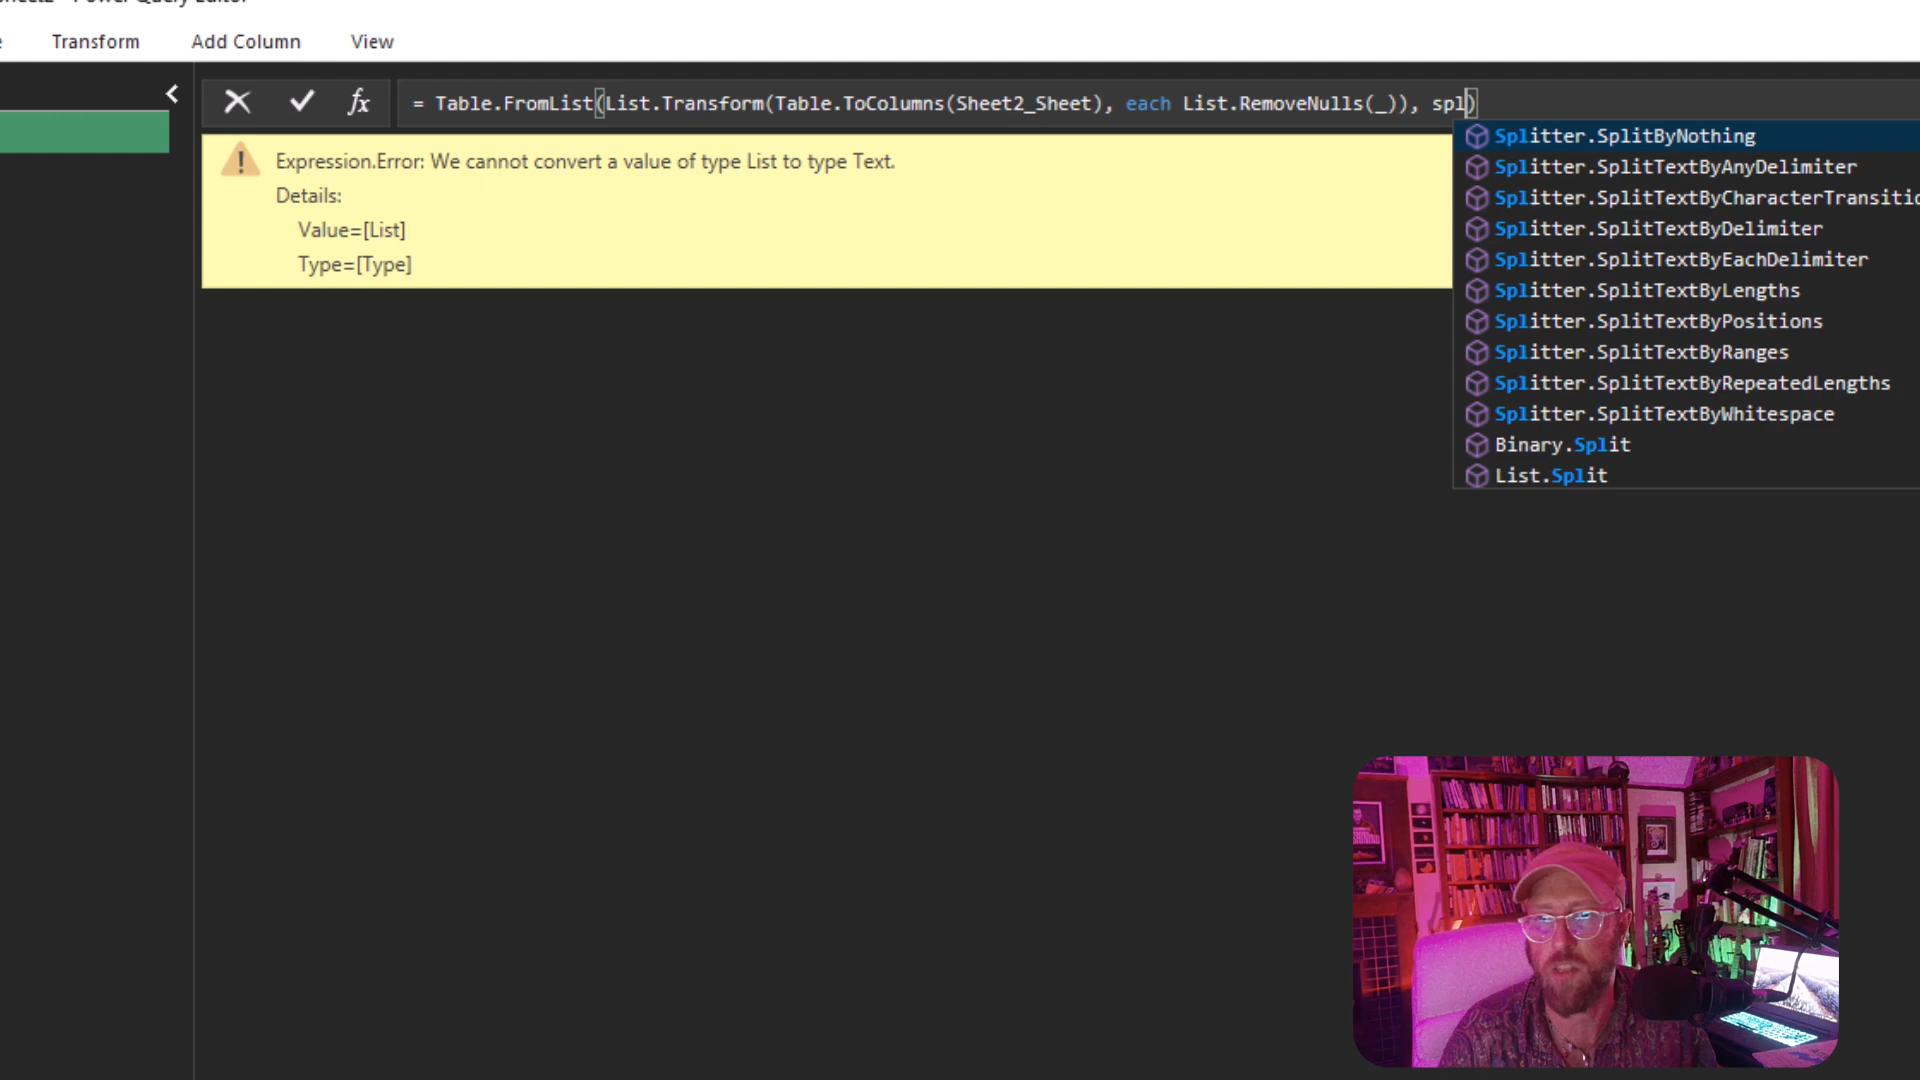 Transform Add Column View
= Table.FromList(List.Transform(Table.ToColumns(Sheet2_Sheet), each List.RemoveNulls(_)), spl)
Expression.Error: We cannot convert a value of type List to type Text.
Details:
Value=[List]
Type=[Type]
Splitter.SplitByNothing
Splitter.SplitTextByAnyDelimiter
Splitter.SplitTextByCharacterTransitio
Splitter.SplitTextByDelimiter
Splitter.SplitTextByEachDelimiter
Splitter.SplitTextByLengths
Splitter.SplitTextByPositions
Splitter.SplitTextByRanges
Splitter.SplitTextByRepeatedLengths
Splitter.SplitTextByWhitespace
Binary.Split
List.Split